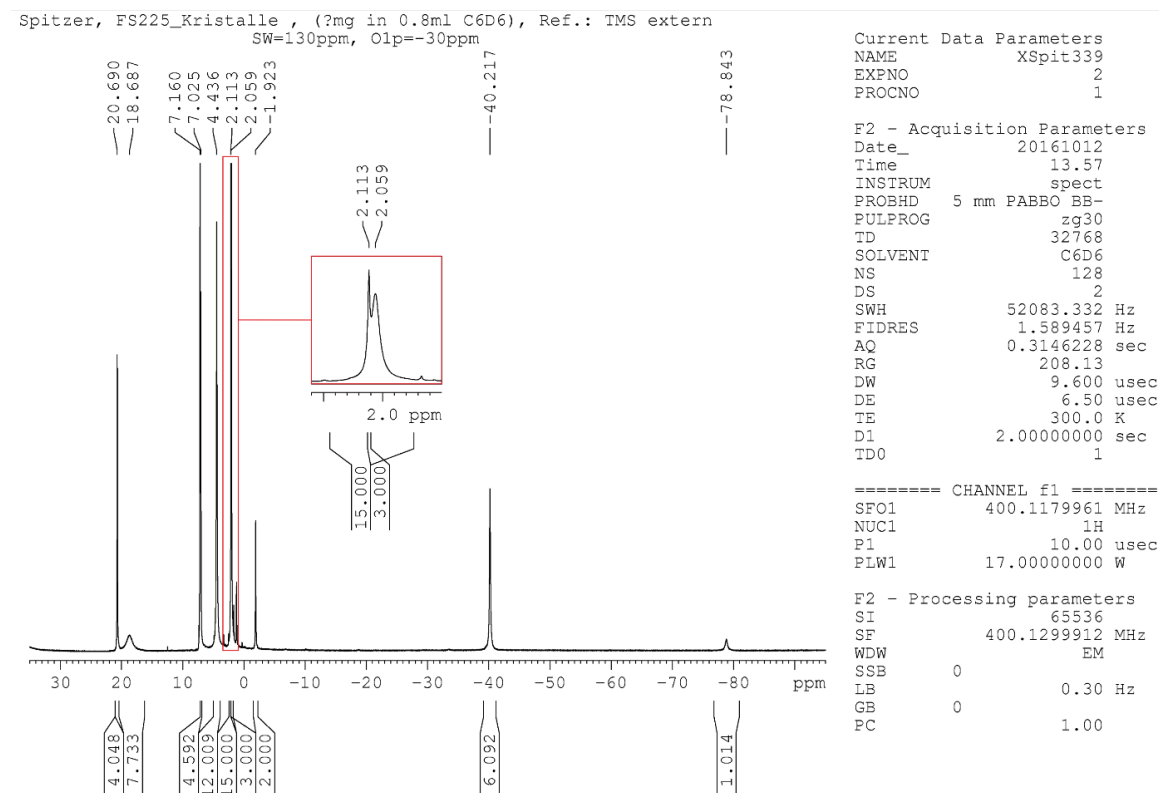 Spitzer, FS225_Kristalle , (?mg in 0.8ml C6D6), Ref.: TMS extern
SW=130ppm, O1p=-30ppm
20.690
18.687
7.160
7.025
4.436
2.113
2.059
-1.923
-40.217
-78.843
2.113
2.059
2.0 ppm
15.000
3.000
30 20 10 0 -10 -20 -30 -40 -50 -60 -70 -80 ppm
4.048
7.733
4.592
12.009
15.000
3.000
2.000
6.092
1.014
Current Data Parameters
NAME XSpit339
EXPNO 2
PROCNO 1
F2 - Acquisition Parameters
Date_ 20161012
Time 13.57
INSTRUM spect
PROBHD 5 mm PABBO BB-
PULPROG zg30
TD 32768
SOLVENT C6D6
NS 128
DS 2
SWH 52083.332 Hz
FIDRES 1.589457 Hz
AQ 0.3146228 sec
RG 208.13
DW 9.600 usec
DE 6.50 usec
TE 300.0 K
D1 2.00000000 sec
TD0 1
======== CHANNEL f1 ========
SFO1 400.1179961 MHz
NUC1 1H
P1 10.00 usec
PLW1 17.00000000 W
F2 - Processing parameters
SI 65536
SF 400.1299912 MHz
WDW EM
SSB 0
LB 0.30 Hz
GB 0
PC 1.00